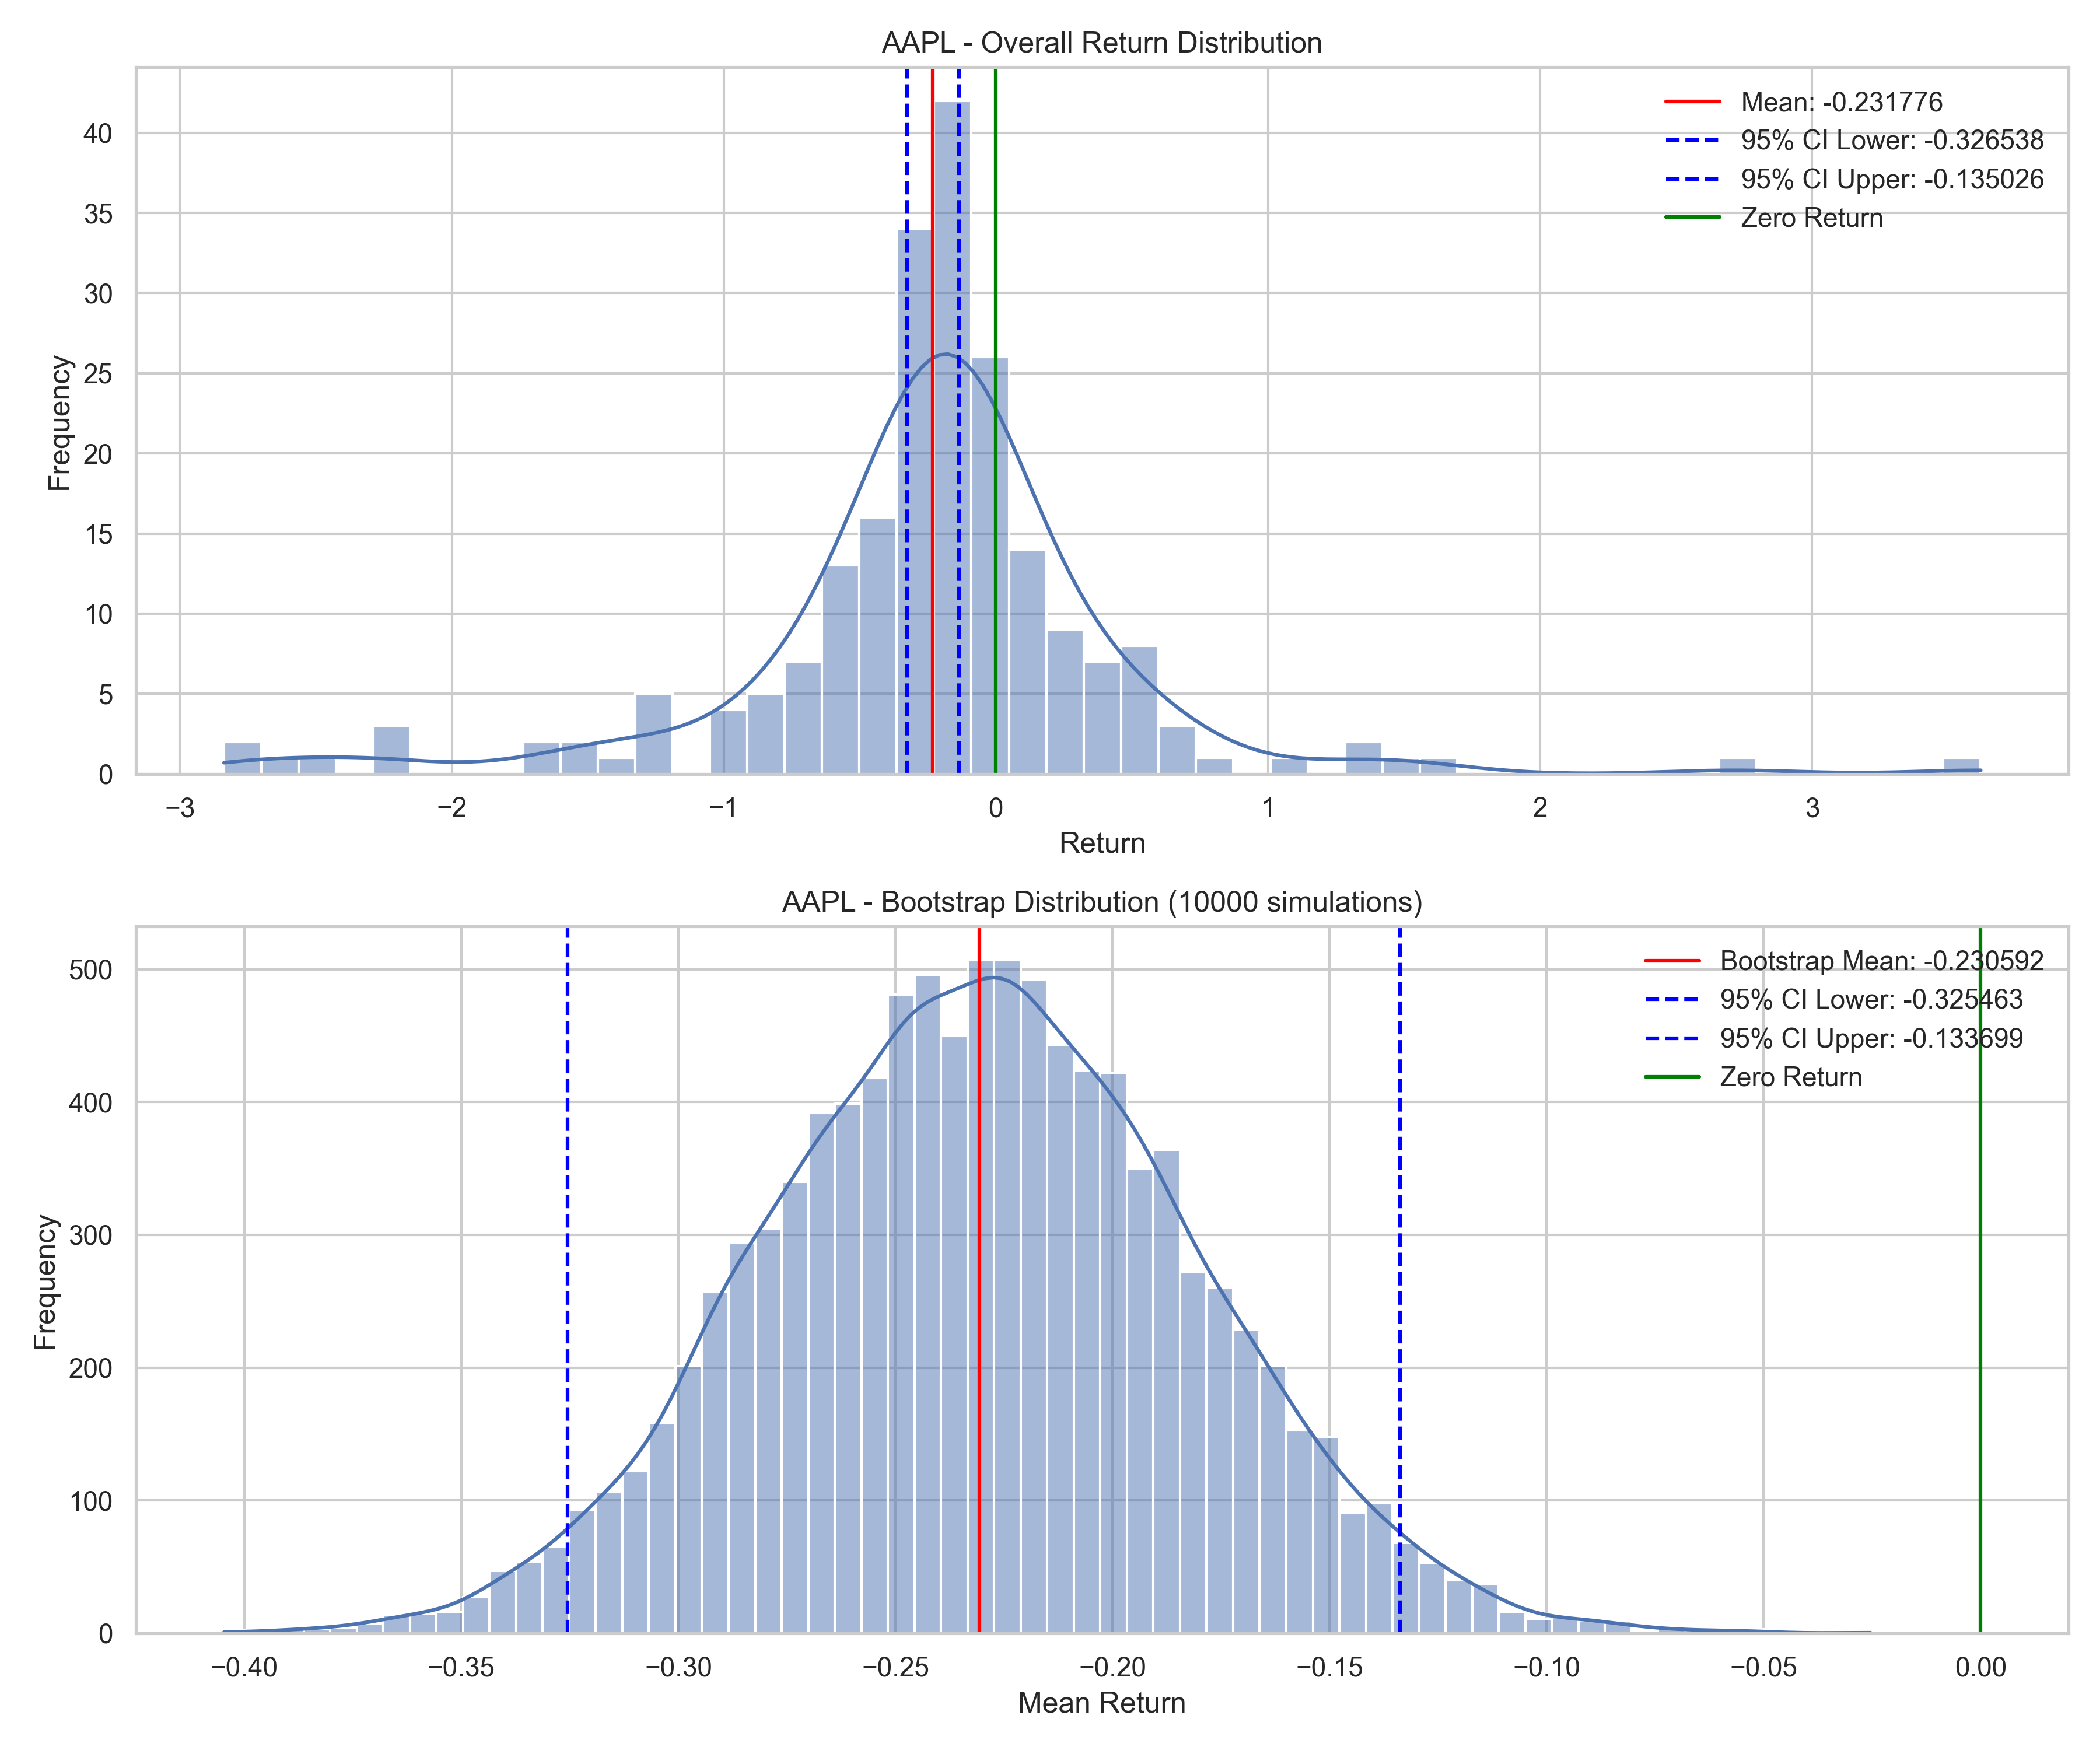 AAPL - Overall Return Distribution
Mean: -0.231776
95% CI Lower: -0.326538
95% CI Upper: -0.135026
Zero Return
Frequency
40
35
30
25
20
15
10
5
0
−3 −2 −1 0 1 2 3
Return
AAPL - Bootstrap Distribution (10000 simulations)
Bootstrap Mean: -0.230592
95% CI Lower: -0.325463
95% CI Upper: -0.133699
Zero Return
Frequency
500
400
300
200
100
0
−0.40 −0.35 −0.30 −0.25 −0.20 −0.15 −0.10 −0.05 0.00
Mean Return